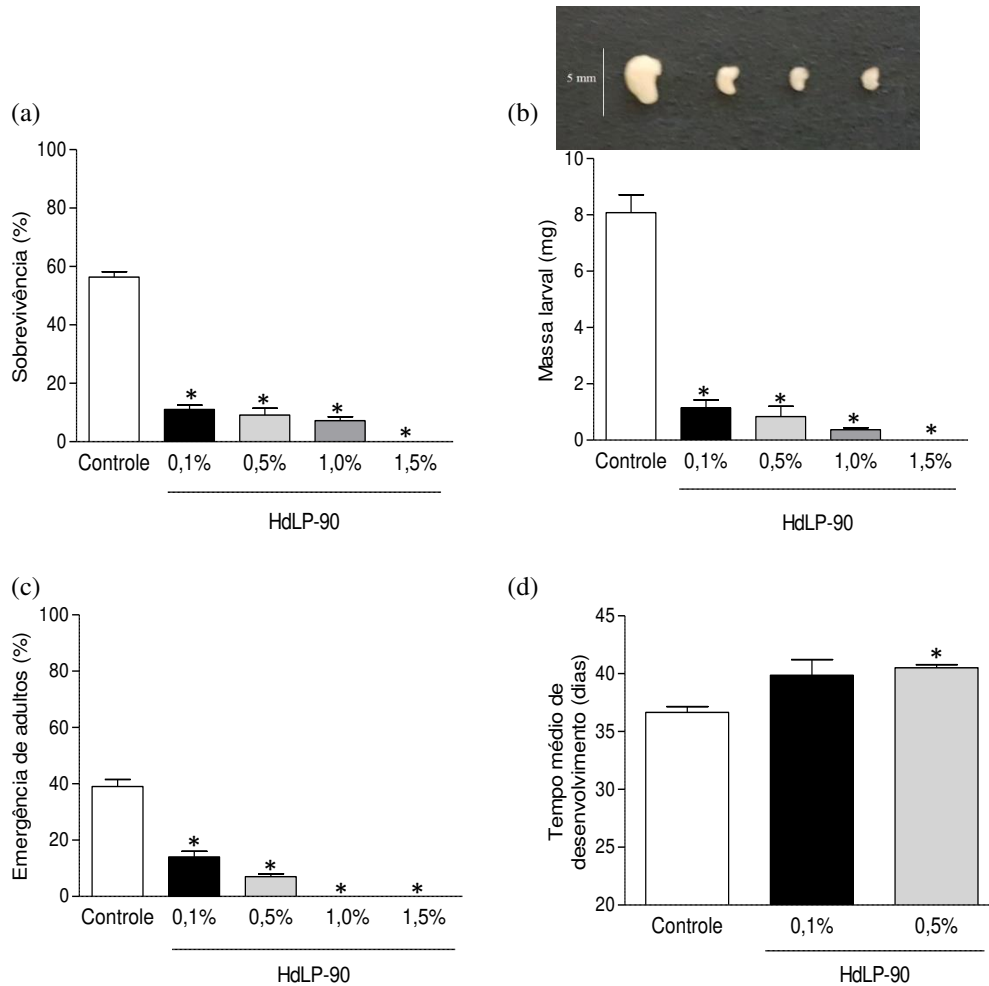 (a)
Sobrevivência (%)
100
80
60
40
20
0
*
*
*
*
Controle 0,1% 0,5% 1,0% 1,5%
HdLP-90
(b)
5 mm
Massa larval (mg)
10
8
6
4
2
0
*
*
*
*
Controle 0,1% 0,5% 1,0% 1,5%
HdLP-90
(c)
Emergência de adultos (%)
100
80
60
40
20
0
*
*
*
*
Controle 0,1% 0,5% 1,0% 1,5%
HdLP-90
(d)
Tempo médio de
desenvolvimento (dias)
45
40
35
30
25
20
*
Controle 0,1% 0,5%
HdLP-90